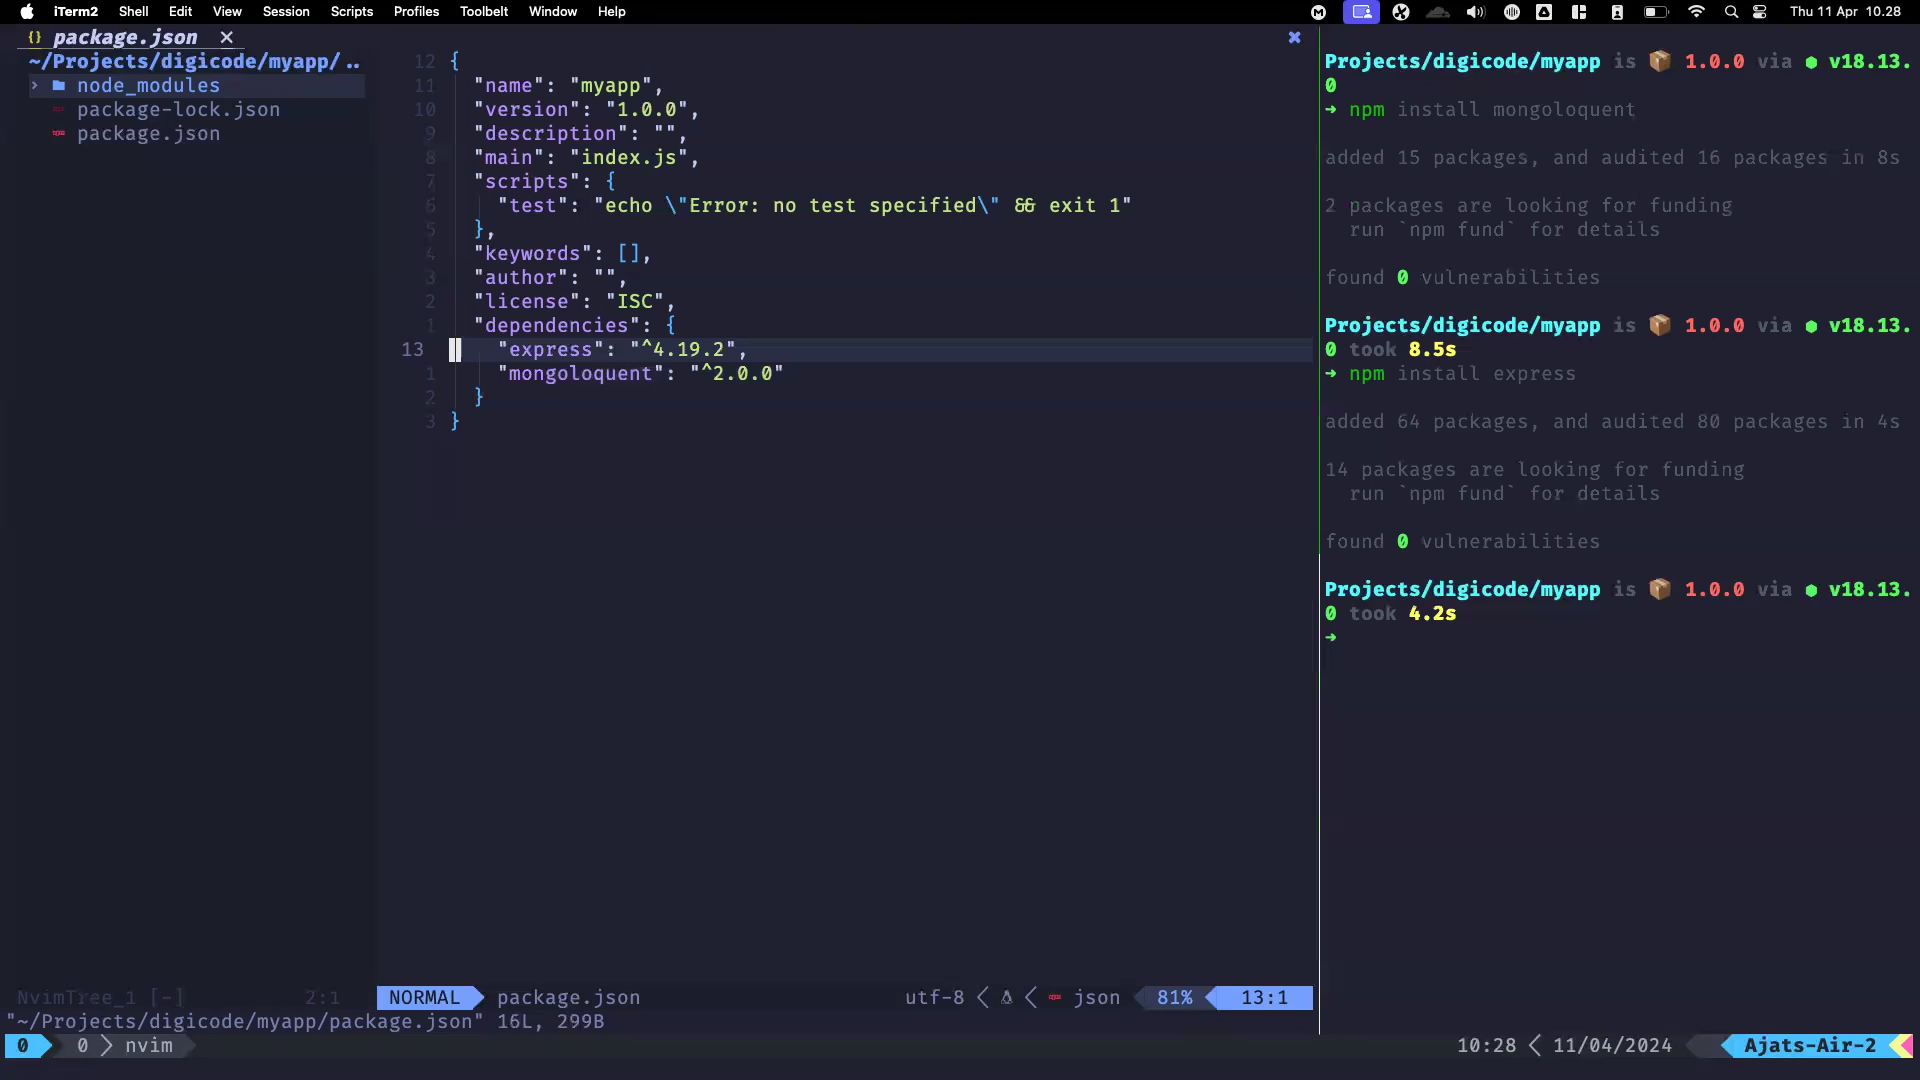 iTerm2 Shell Edit View Session Scripts Profiles Toolbelt Window Help Thu 11 Apr 10.28
{} package.json ✕
~/Projects/digicode/myapp/..
› node_modules
package-lock.json
package.json
12 {
11 "name": "myapp",
10 "version": "1.0.0",
9 "description": "",
8 "main": "index.js",
7 "scripts": {
6 "test": "echo \"Error: no test specified\" && exit 1"
5 },
4 "keywords": [],
3 "author": "",
2 "license": "ISC",
1 "dependencies": {
13 "express": "^4.19.2",
1 "mongoloquent": "^2.0.0"
2 }
3 }
NvimTree_1 [-] 2:1
NORMAL package.json utf-8 json 81% 13:1
"~/Projects/digicode/myapp/package.json" 16L, 299B
Projects/digicode/myapp is 📦 1.0.0 via ⬢ v18.13.
0
➜ npm install mongoloquent
added 15 packages, and audited 16 packages in 8s
2 packages are looking for funding
run `npm fund` for details
found 0 vulnerabilities
Projects/digicode/myapp is 📦 1.0.0 via ⬢ v18.13.
0 took 8.5s
➜ npm install express
added 64 packages, and audited 80 packages in 4s
14 packages are looking for funding
run `npm fund` for details
found 0 vulnerabilities
Projects/digicode/myapp is 📦 1.0.0 via ⬢ v18.13.
0 took 4.2s
➜
0 0 nvim 10:28 11/04/2024 Ajats-Air-2